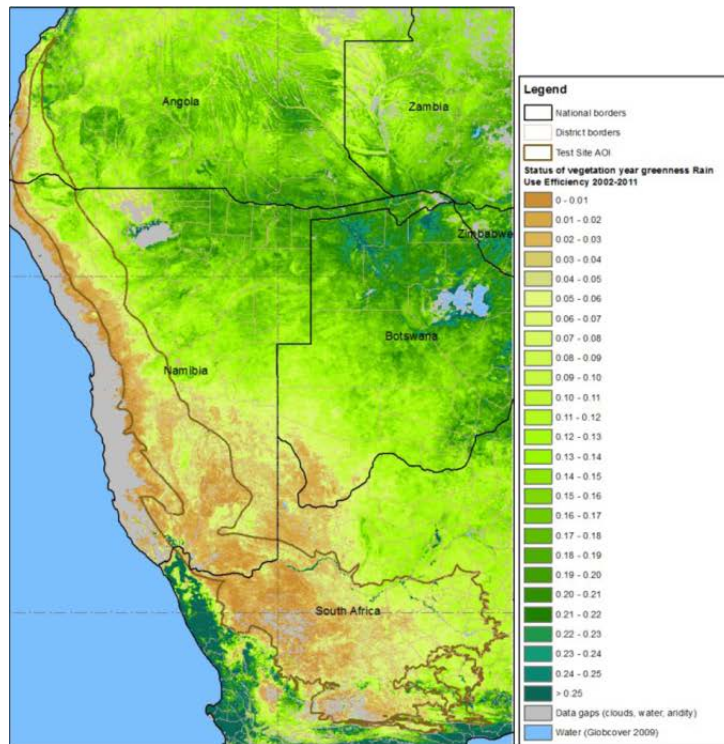 Angola
Zambia
Zimbabwe
Botswana
Namibia
South Africa
Legend
National borders
District borders
Test Site AOI
Status of vegetation year greenness Rain
Use Efficiency 2002-2011
0 - 0.01
0.01 - 0.02
0.02 - 0.03
0.03 - 0.04
0.04 - 0.05
0.05 - 0.06
0.06 - 0.07
0.07 - 0.08
0.08 - 0.09
0.09 - 0.10
0.10 - 0.11
0.11 - 0.12
0.12 - 0.13
0.13 - 0.14
0.14 - 0.15
0.15 - 0.16
0.16 - 0.17
0.17 - 0.18
0.18 - 0.19
0.19 - 0.20
0.20 - 0.21
0.21 - 0.22
0.22 - 0.23
0.23 - 0.24
0.24 - 0.25
> 0.25
Data gaps (clouds, water, aridity)
Water (Globcover 2009)